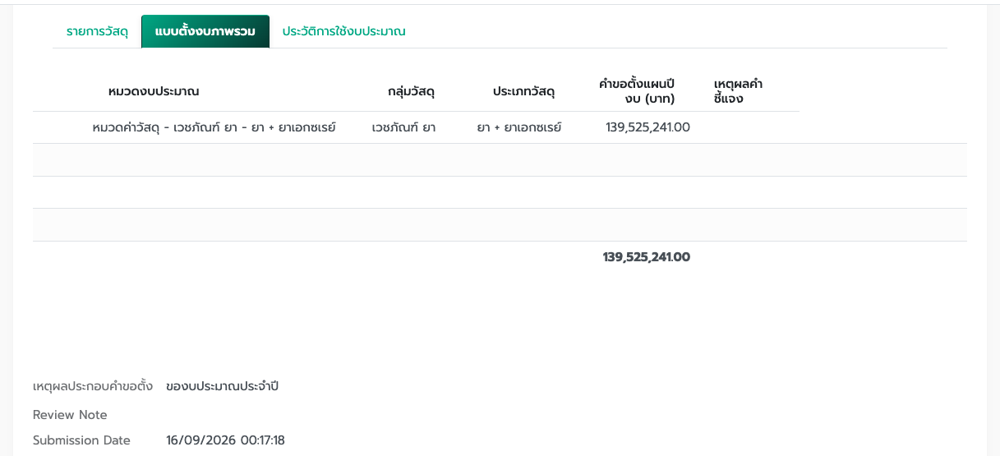 รายการวัสดุ แบบตั้งงบภาพรวม ประวัติการใช้งบประมาณ
หมวดงบประมาณ กลุ่มวัสดุ ประเภทวัสดุ คำขอตั้งแผนปี เหตุผลคำ
งบ (บาท) ชี้แจง
หมวดค่าวัสดุ - เวชภัณฑ์ ยา - ยา + ยาเอกซเรย์ เวชภัณฑ์ ยา ยา + ยาเอกซเรย์ 139,525,241.00
139,525,241.00
เหตุผลประกอบคำขอตั้ง ของบประมาณประจำปี
Review Note
Submission Date 16/09/2026 00:17:18